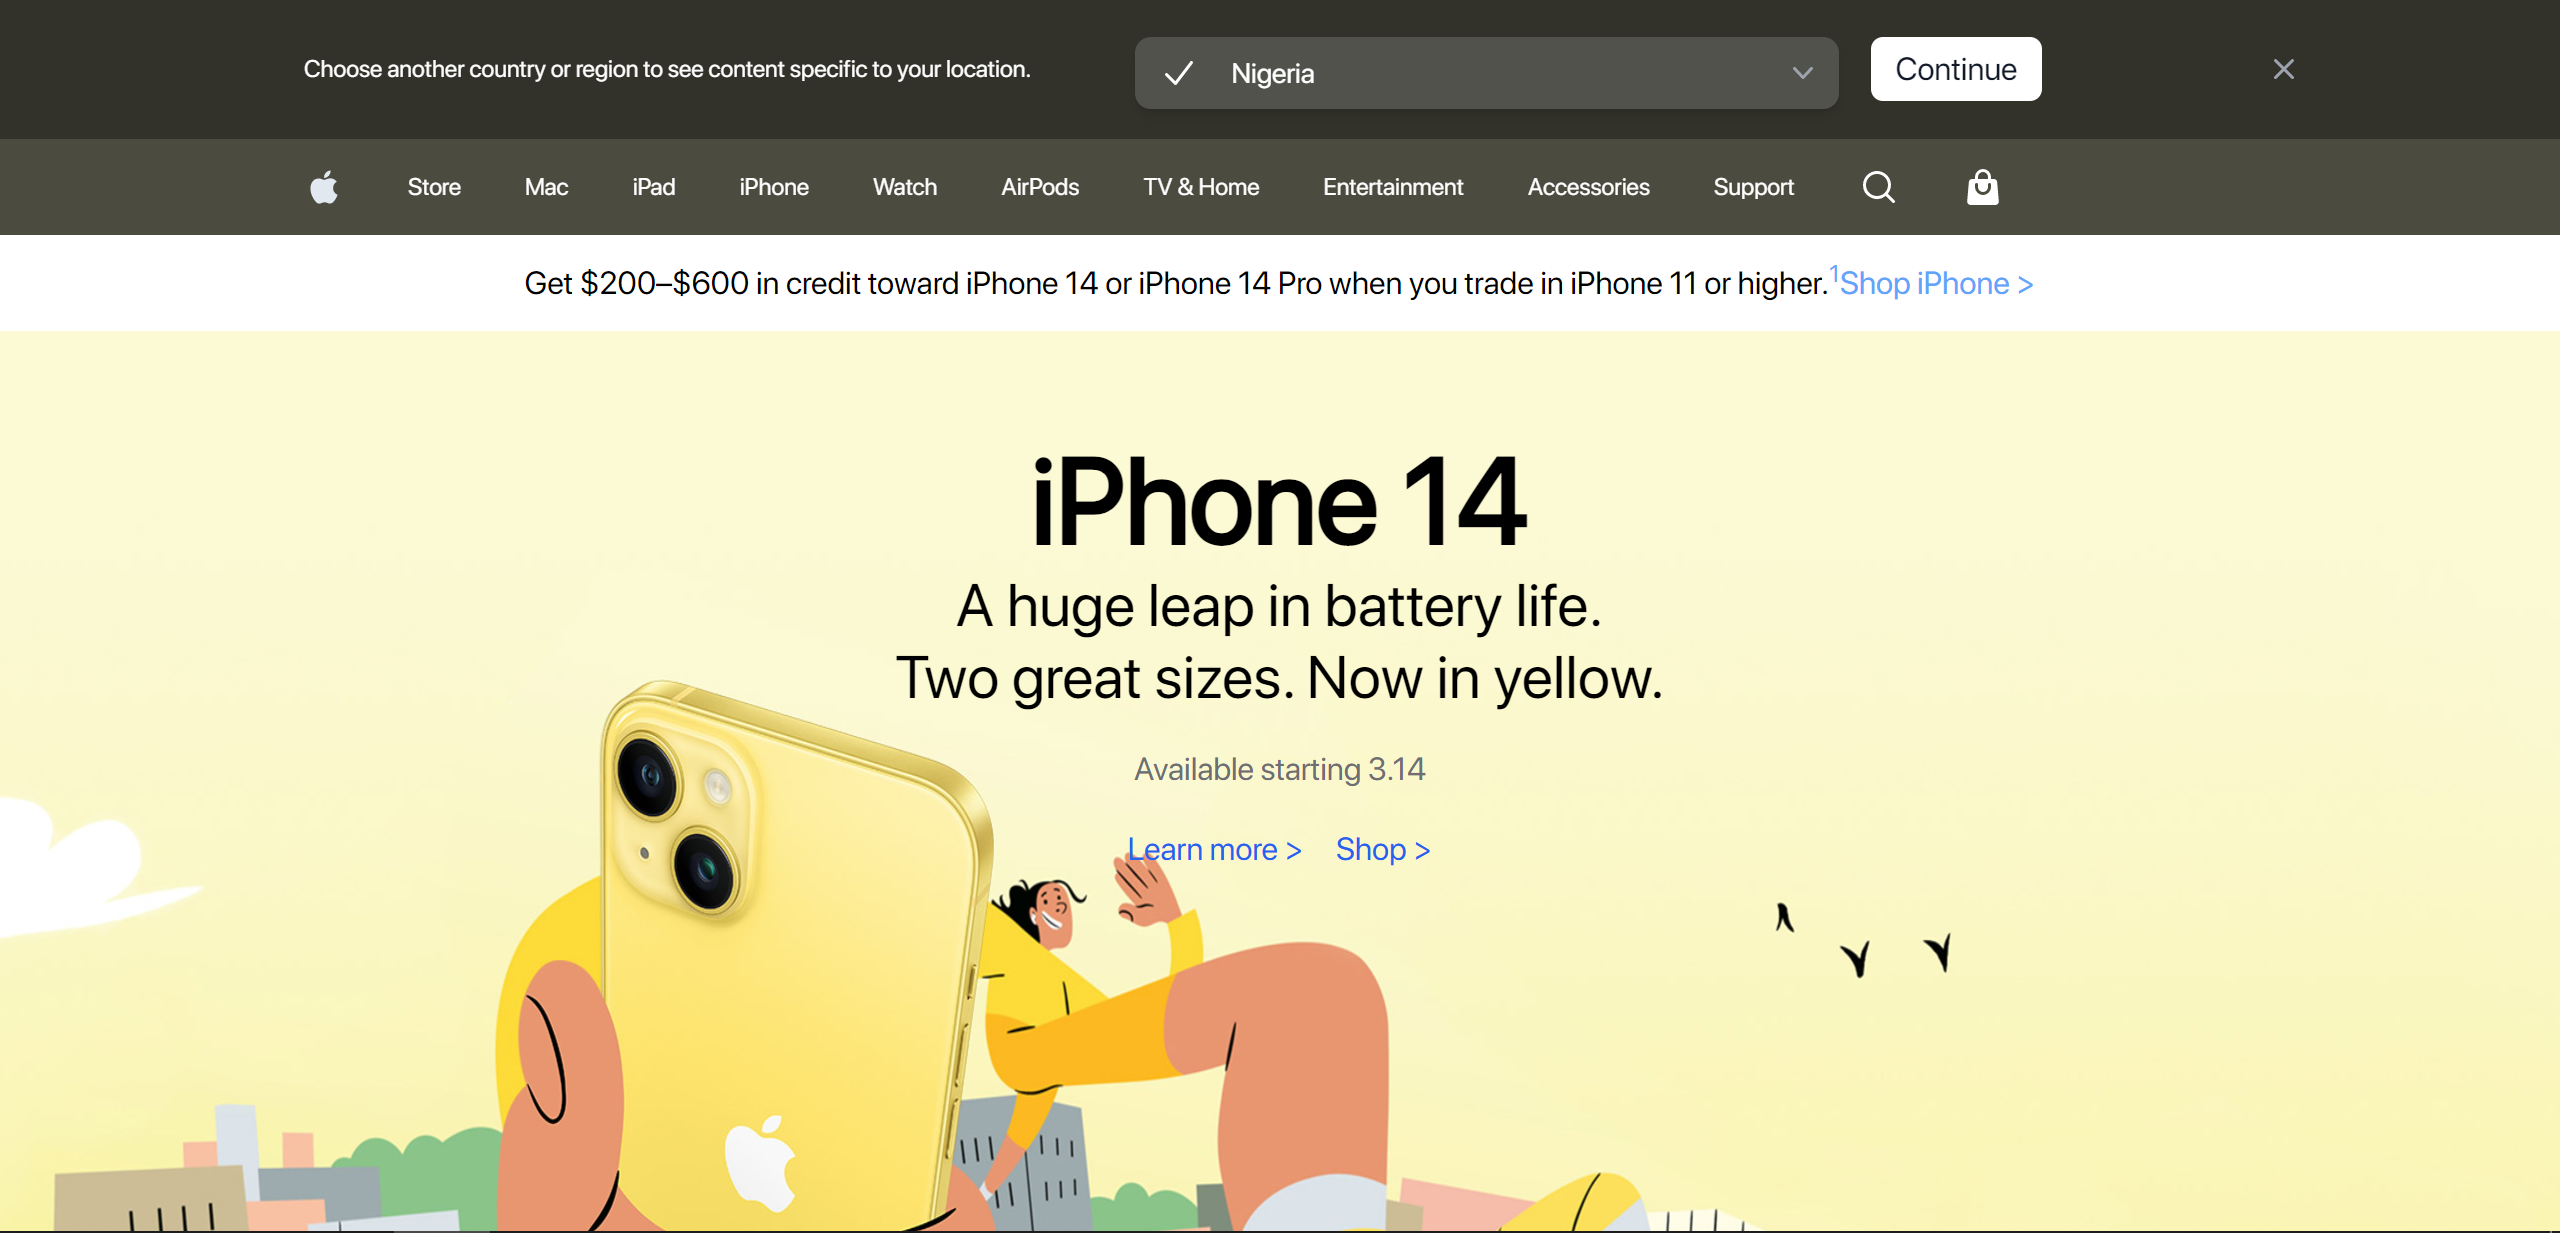 Choose another country or region to see content specific to your location.
Nigeria
Continue
Store Mac iPad iPhone Watch AirPods TV & Home Entertainment Accessories Support
Get $200–$600 in credit toward iPhone 14 or iPhone 14 Pro when you trade in iPhone 11 or higher.¹Shop iPhone >
iPhone 14
A huge leap in battery life.
Two great sizes. Now in yellow.
Available starting 3.14
Learn more > Shop >